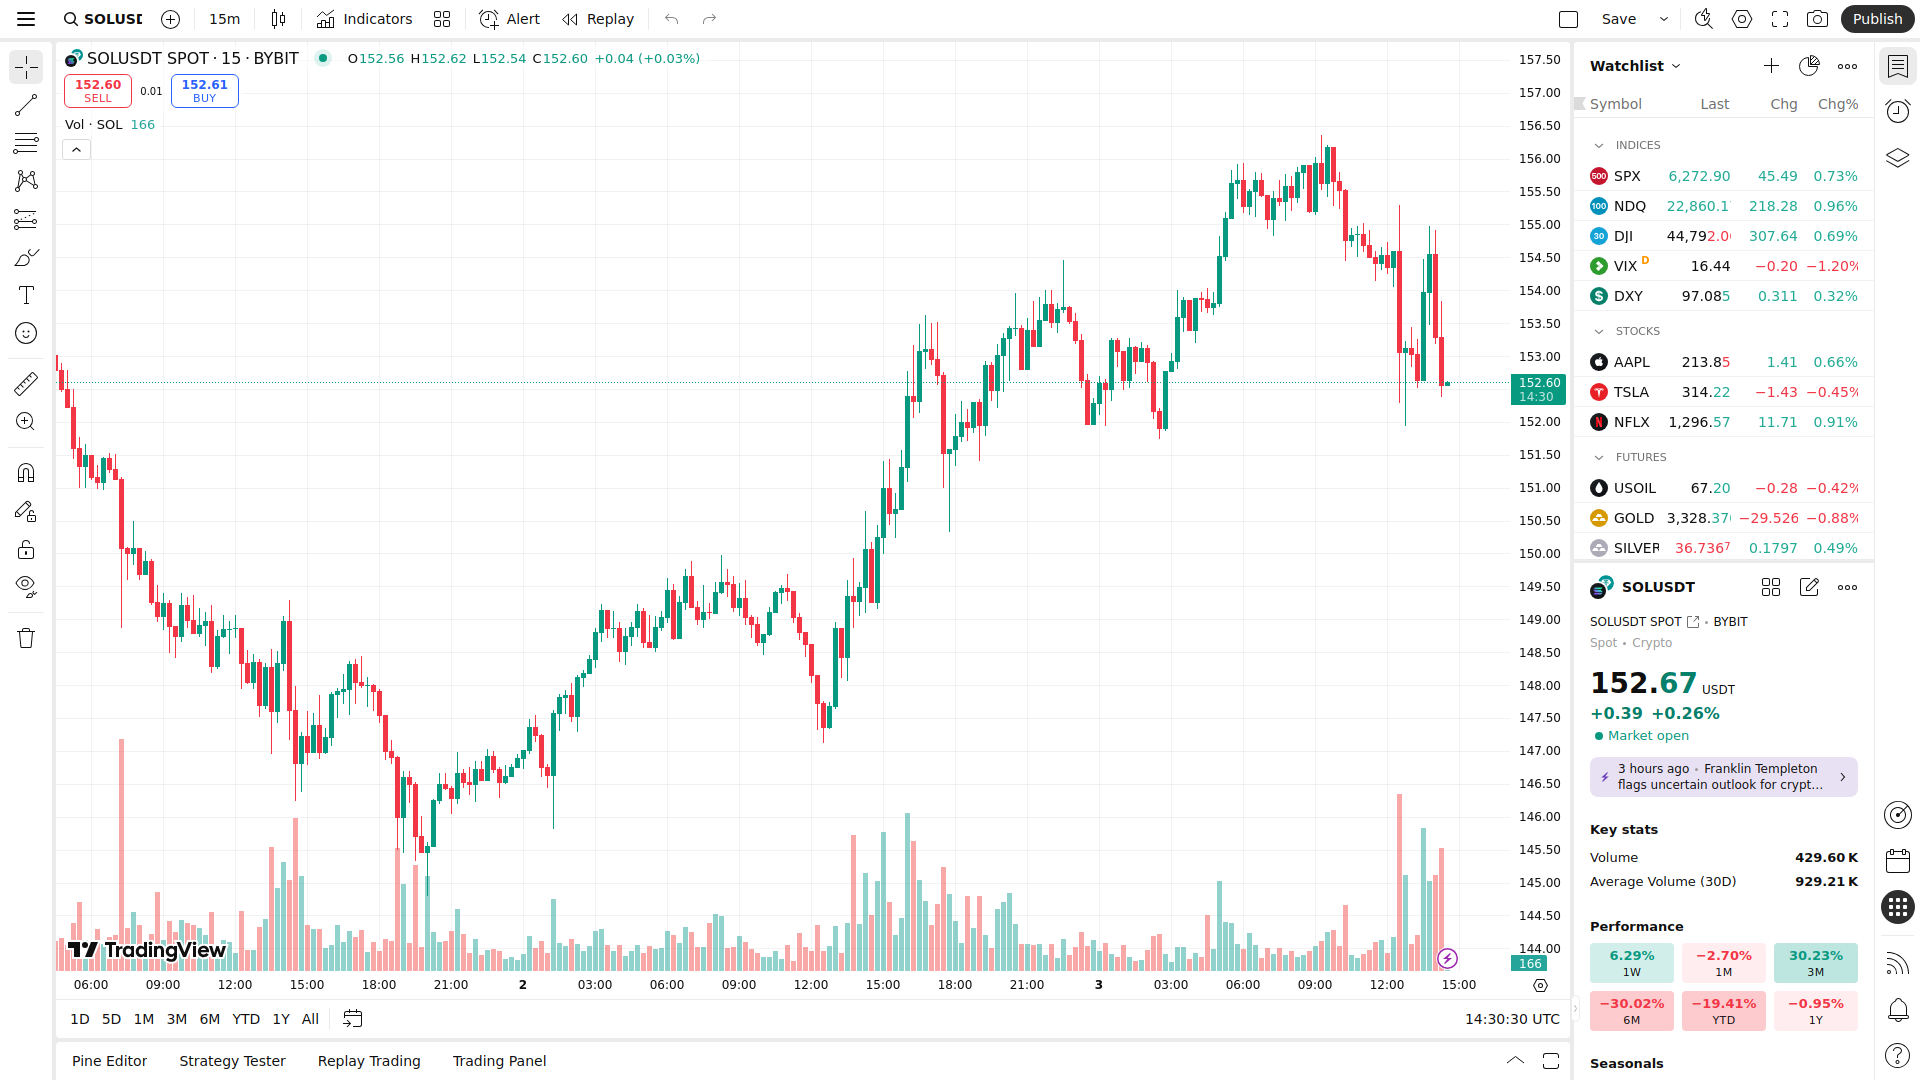 SOLUSD
15m
Indicators
Alert
Replay
Save
Publish
SOLUSDT SPOT · 15 · BYBIT
O152.56 H152.62 L152.54 C152.60 +0.04 (+0.03%)
152.60
SELL
0.01
152.61
BUY
Vol · SOL 166
157.50
157.00
156.50
156.00
155.50
155.00
154.50
154.00
153.50
153.00
152.60
14:30
152.00
151.50
151.00
150.50
150.00
149.50
149.00
148.50
148.00
147.50
147.00
146.50
146.00
145.50
145.00
144.50
144.00
166
TradingView
06:00 09:00 12:00 15:00 18:00 21:00 2 03:00 06:00 09:00 12:00 15:00 18:00 21:00 3 03:00 06:00 09:00 12:00 15:00
1D 5D 1M 3M 6M YTD 1Y All
14:30:30 UTC
Pine Editor Strategy Tester Replay Trading Trading Panel
Watchlist
Symbol Last Chg Chg%
INDICES
500 SPX 6,272.90 45.49 0.73%
100 NDQ 22,860.1 218.28 0.96%
30 DJI 44,792.0 307.64 0.69%
VIX D 16.44 −0.20 −1.20%
$ DXY 97.085 0.311 0.32%
STOCKS
AAPL 213.85 1.41 0.66%
TSLA 314.22 −1.43 −0.45%
N NFLX 1,296.57 11.71 0.91%
FUTURES
USOIL 67.20 −0.28 −0.42%
GOLD 3,328.37 −29.526 −0.88%
SILVER 36.7367 0.1797 0.49%
SOLUSDT
SOLUSDT SPOT • BYBIT
Spot • Crypto
152.67 USDT
+0.39 +0.26%
Market open
3 hours ago • Franklin Templeton
flags uncertain outlook for crypt...
Key stats
Volume 429.60 K
Average Volume (30D) 929.21 K
Performance
6.29% −2.70% 30.23%
1W 1M 3M
−30.02% −19.41% −0.95%
6M YTD 1Y
Seasonals